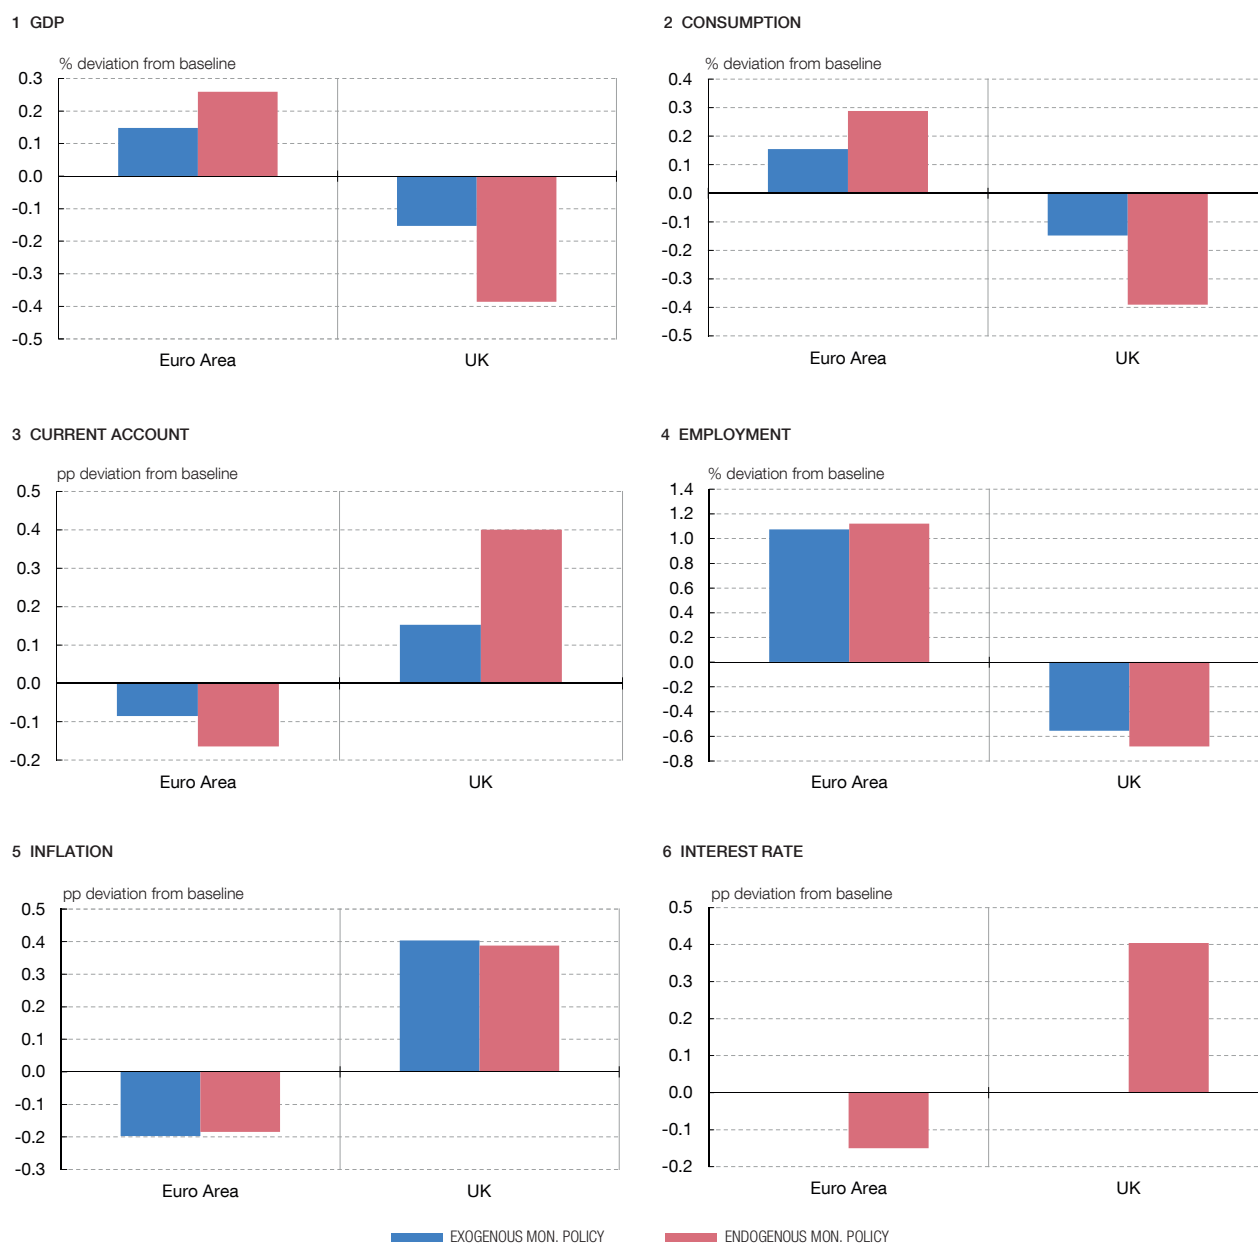 1 GDP
% deviation from baseline
0.3
0.2
0.1
0.0
-0.1
-0.2
-0.3
-0.4
-0.5
Euro Area UK
2 CONSUMPTION
% deviation from baseline
0.4
0.3
0.2
0.1
0.0
-0.1
-0.2
-0.3
-0.4
-0.5
Euro Area UK
3 CURRENT ACCOUNT
pp deviation from baseline
0.5
0.4
0.3
0.2
0.1
0.0
-0.1
-0.2
Euro Area UK
4 EMPLOYMENT
% deviation from baseline
1.4
1.2
1.0
0.8
0.6
0.4
0.2
0.0
-0.2
-0.4
-0.6
-0.8
Euro Area UK
5 INFLATION
pp deviation from baseline
0.5
0.4
0.3
0.2
0.1
0.0
-0.1
-0.2
-0.3
Euro Area UK
6 INTEREST RATE
pp deviation from baseline
0.5
0.4
0.3
0.2
0.1
0.0
-0.1
-0.2
Euro Area UK
EXOGENOUS MON. POLICY ENDOGENOUS MON. POLICY